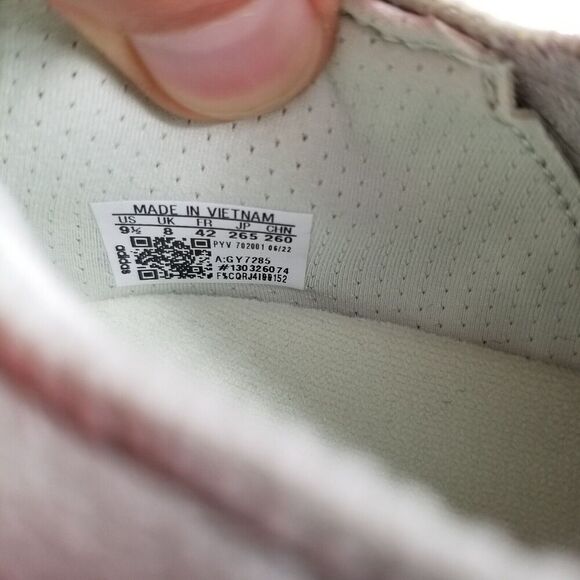 MADE IN VIETNAM
US UK FR JP CHN
9½ 8 42 265 260
adidas
PYV 702001 06/22
A:GY7285
#130326074